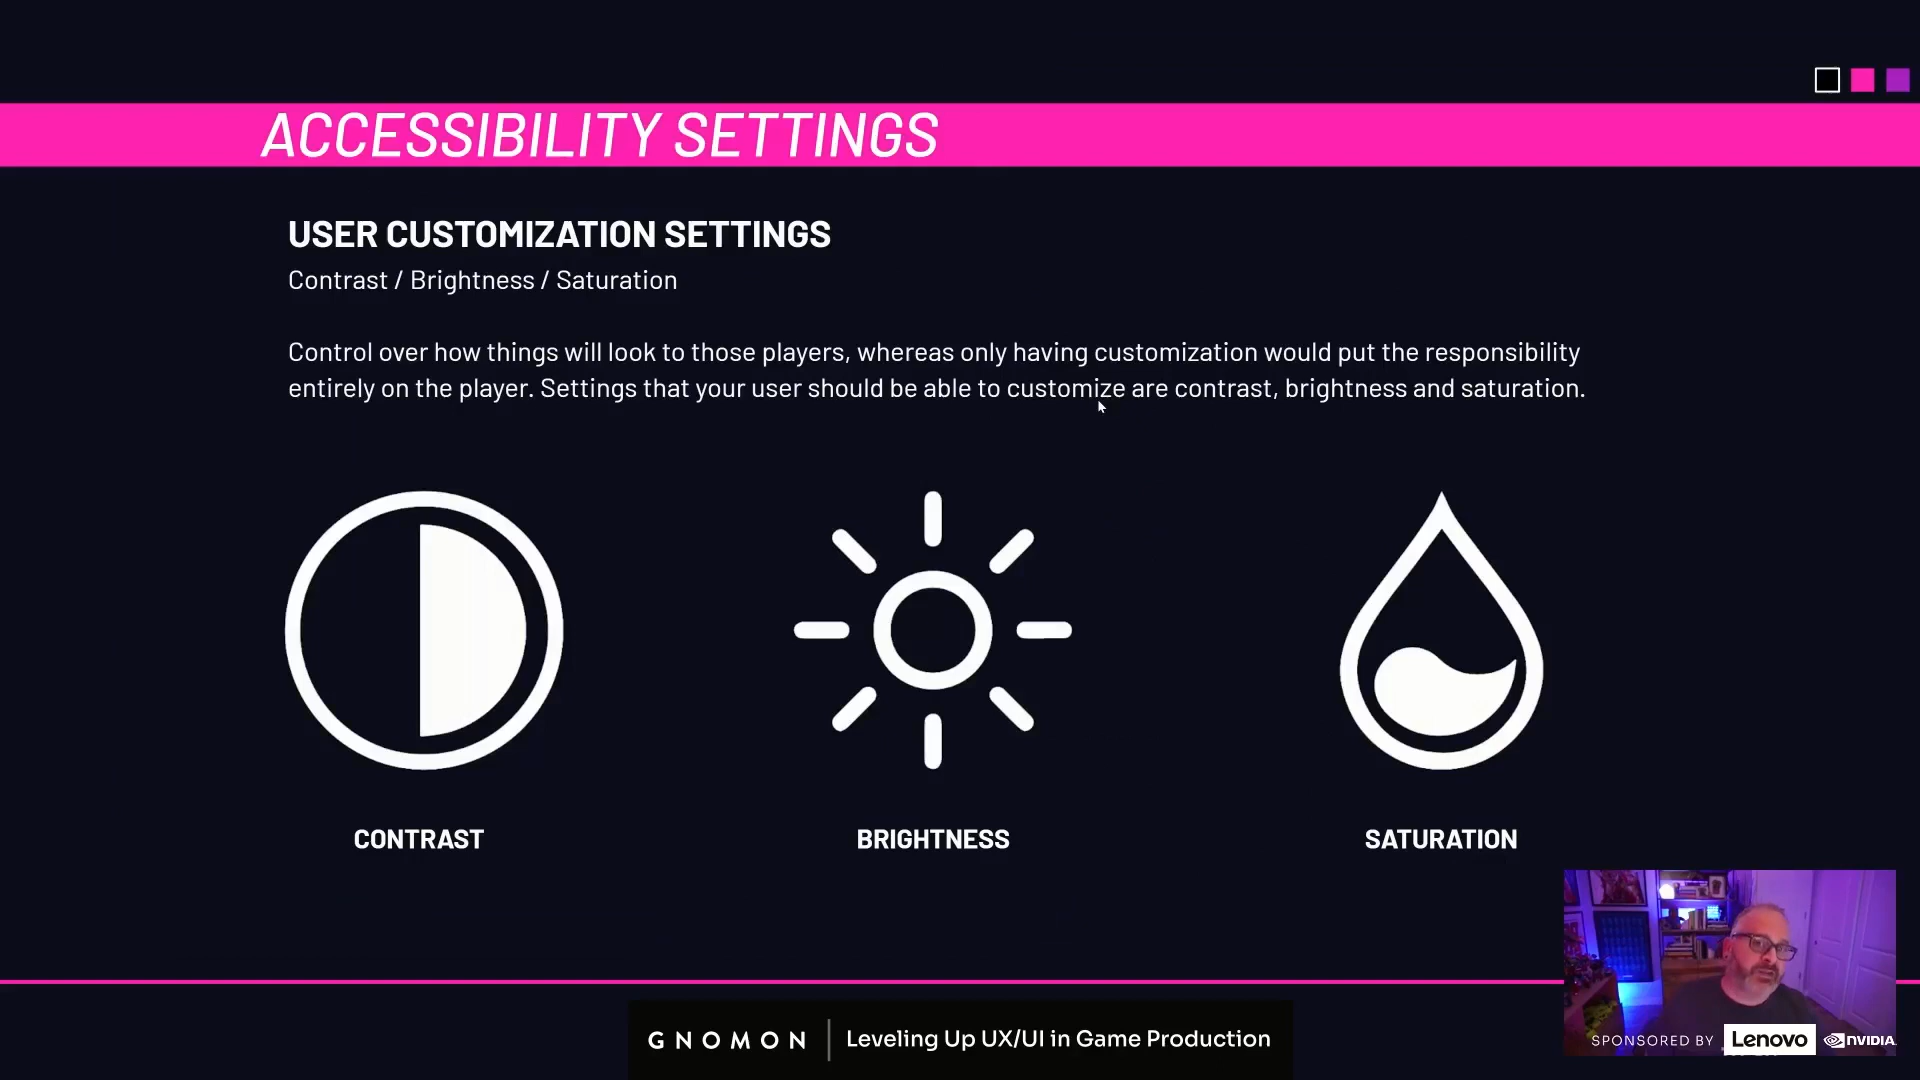 ACCESSIBILITY SETTINGS
USER CUSTOMIZATION SETTINGS
Contrast / Brightness / Saturation
Control over how things will look to those players, whereas only having customization would put the responsibility
entirely on the player. Settings that your user should be able to customize are contrast, brightness and saturation.
CONTRAST
BRIGHTNESS
SATURATION
GNOMON
Leveling Up UX/UI in Game Production
SPONSORED BY Lenovo NVIDIA